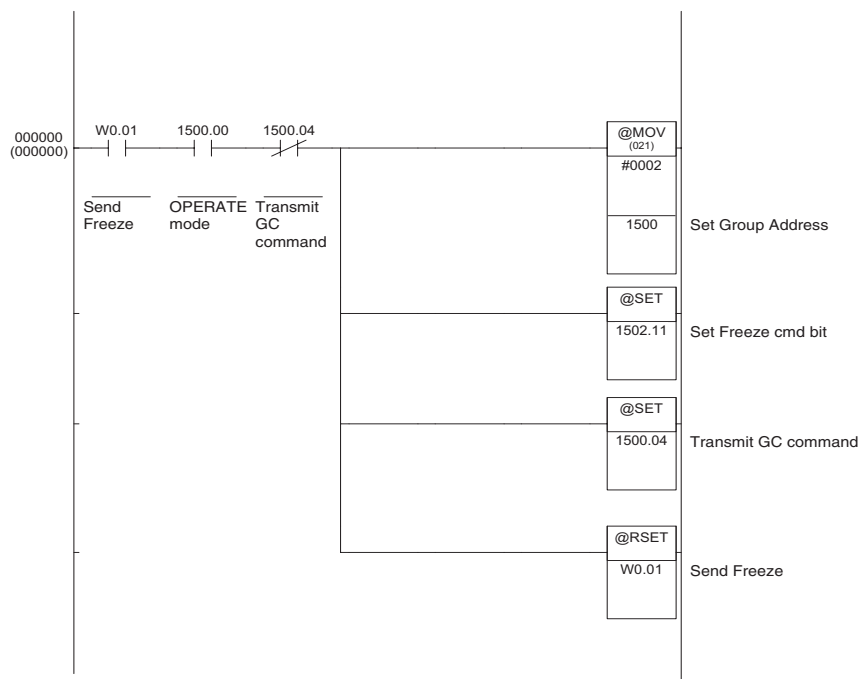 000000
(000000)
W0.01
1500.00
1500.04
Send
Freeze
OPERATE
mode
Transmit
GC
command
@MOV
(021)
#0002
1500
Set Group Address
@SET
1502.11
Set Freeze cmd bit
@SET
1500.04
Transmit GC command
@RSET
W0.01
Send Freeze